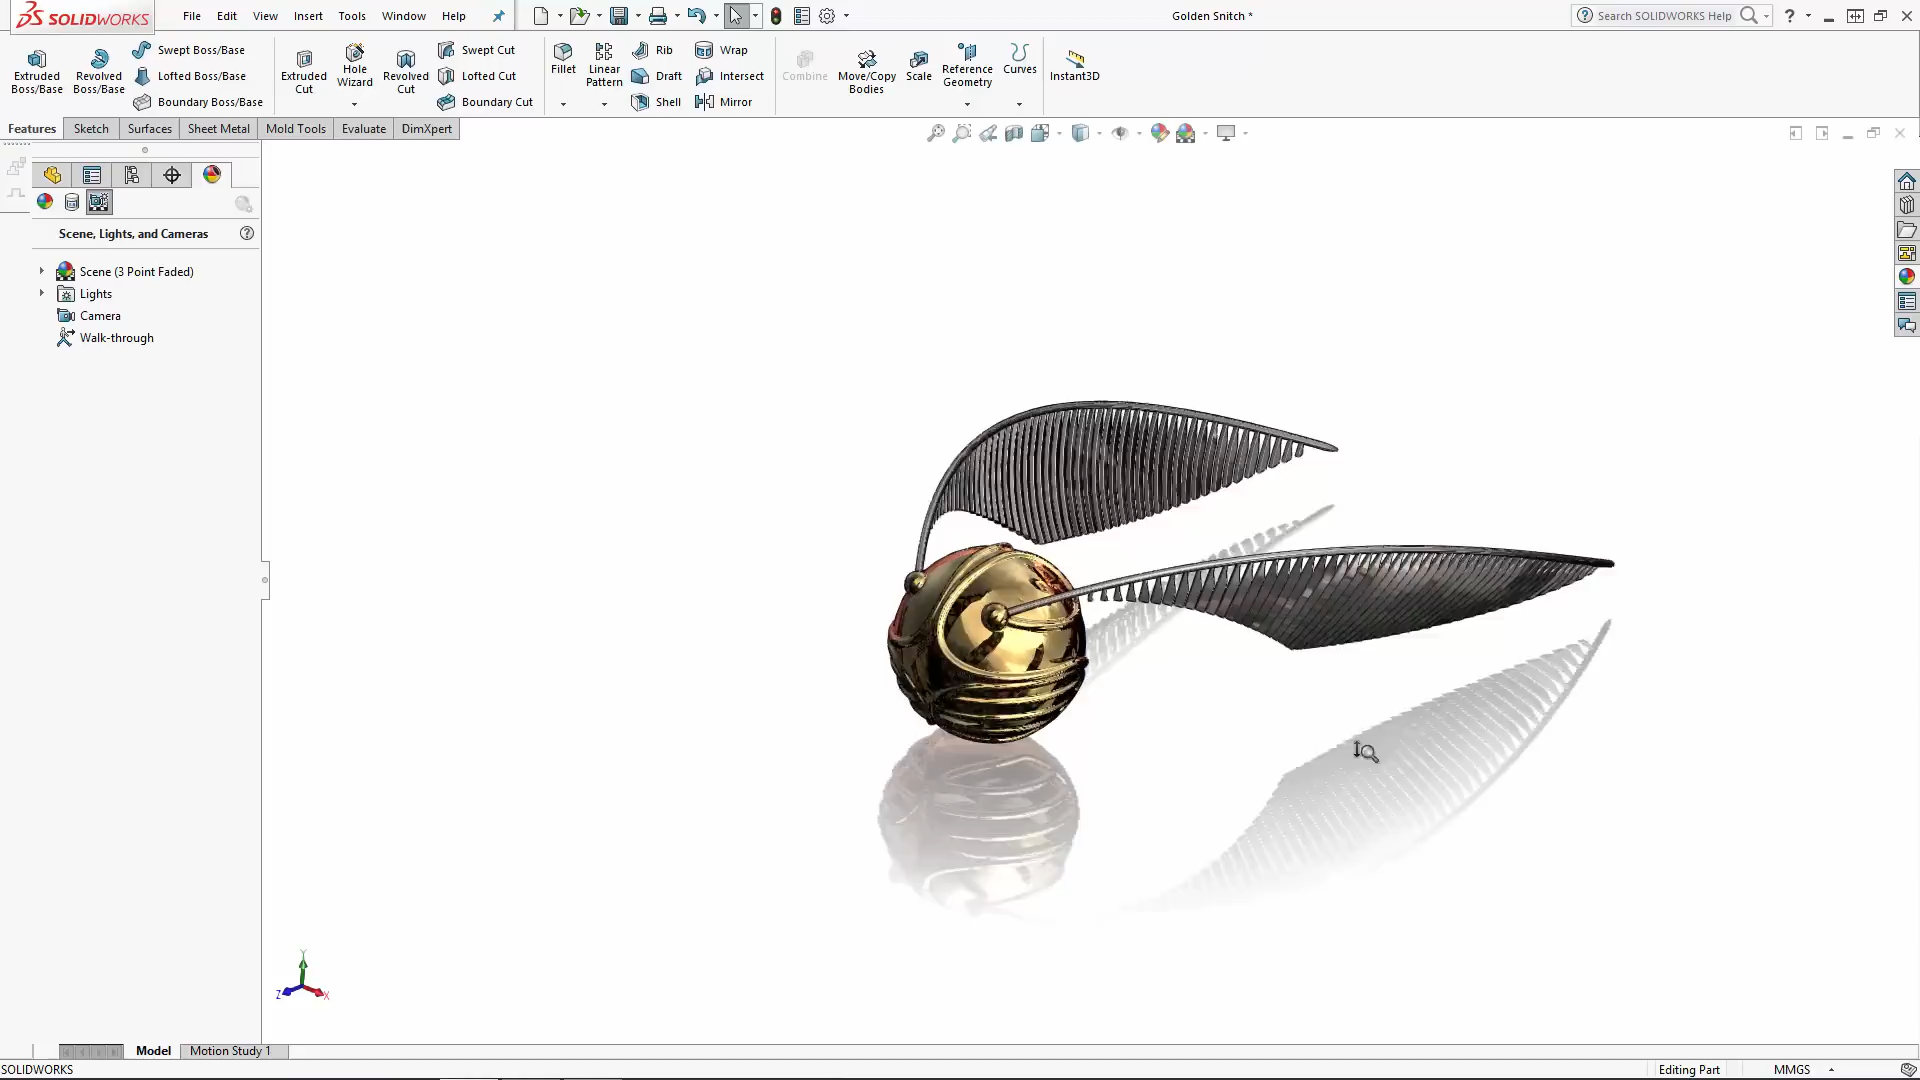 SOLIDWORKS File Edit View Insert Tools Window Help
Golden Snitch *
Search SOLIDWORKS Help
Extruded Boss/Base
Revolved Boss/Base
Swept Boss/Base
Lofted Boss/Base
Boundary Boss/Base
Extruded Cut
Hole Wizard
Revolved Cut
Swept Cut
Lofted Cut
Boundary Cut
Fillet
Linear Pattern
Rib
Draft
Shell
Wrap
Intersect
Mirror
Combine
Move/Copy Bodies
Scale
Reference Geometry
Curves
Instant3D
Features Sketch Surfaces Sheet Metal Mold Tools Evaluate DimXpert
Scene, Lights, and Cameras
Scene (3 Point Faded)
Lights
Camera
Walk-through
Y
Z
X
Model Motion Study 1
SOLIDWORKS
Editing Part
MMGS